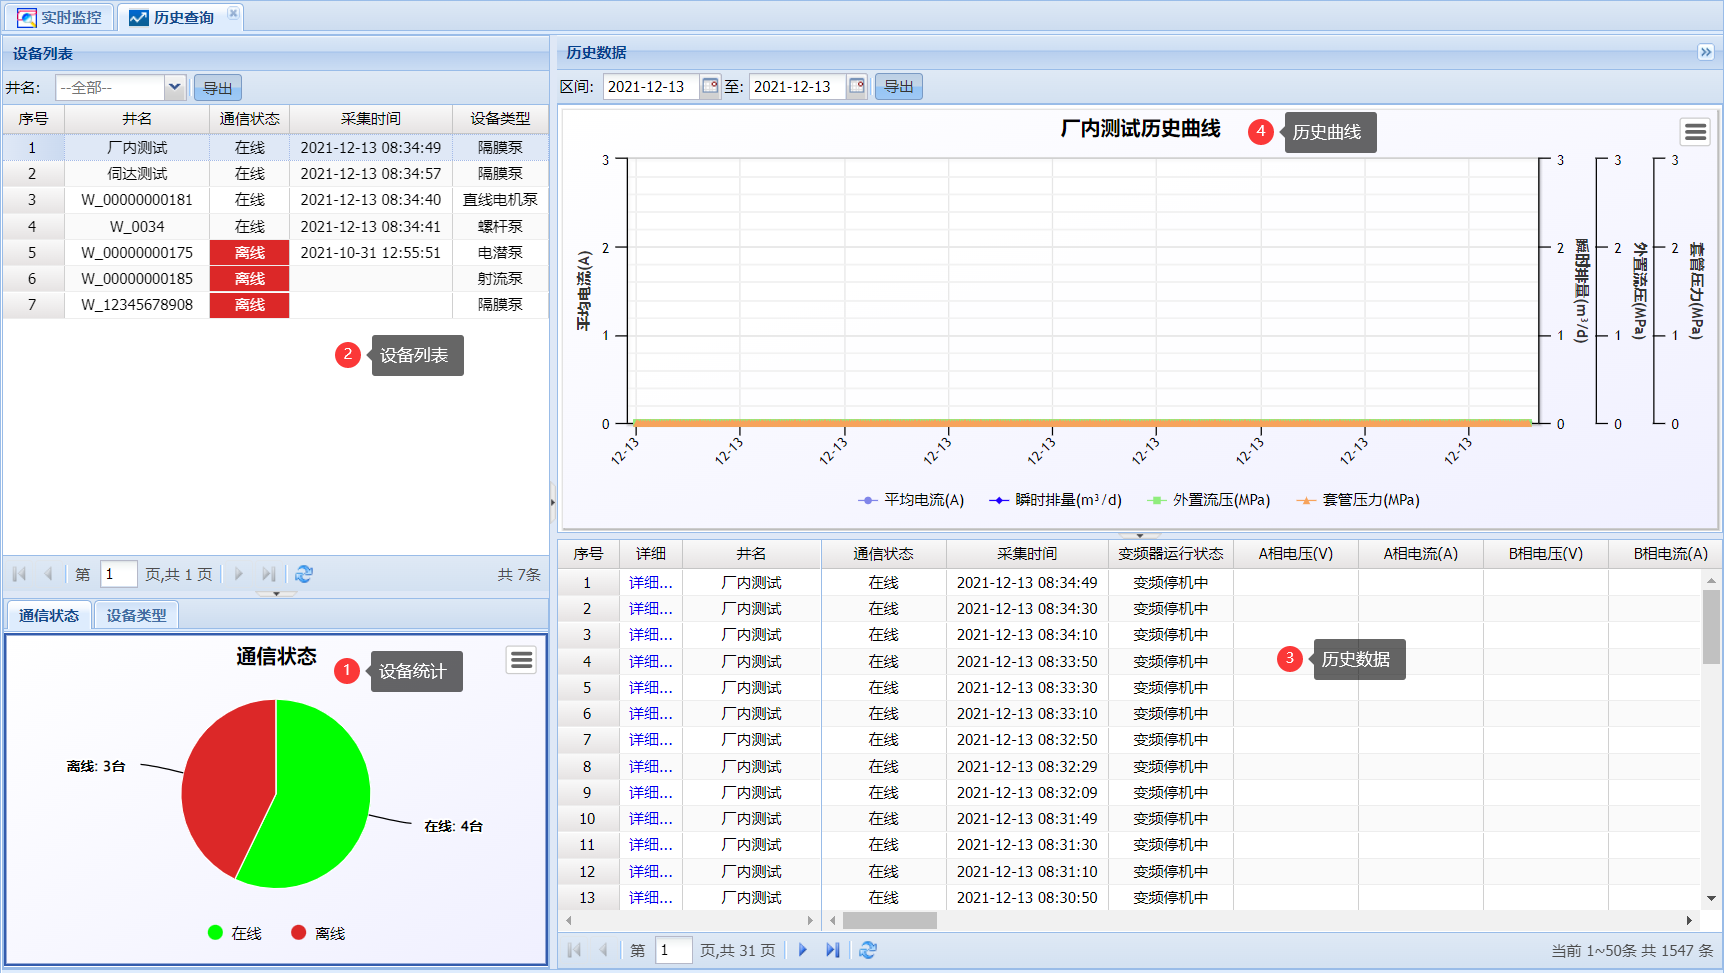 实时监控 历史查询
设备列表
井名: --全部-- 导出
序号 井名 通信状态 采集时间 设备类型
1 厂内测试 在线 2021-12-13 08:34:49 隔膜泵
2 伺达测试 在线 2021-12-13 08:34:57 隔膜泵
3 W_00000000181 在线 2021-12-13 08:34:40 直线电机泵
4 W_0034 在线 2021-12-13 08:34:41 螺杆泵
5 W_00000000175 离线 2021-10-31 12:55:51 电潜泵
6 W_00000000185 离线 射流泵
7 W_12345678908 离线 隔膜泵
2 设备列表
第 1 页,共 1 页 共 7条
通信状态 设备类型
通信状态
1 设备统计
离线: 3台
在线: 4台
在线 离线
历史数据
区间: 2021-12-13 至: 2021-12-13 导出
厂内测试历史曲线
4 历史曲线
3 2 1 0
平均电流(A)
3 2 1 0
瞬时排量(m³/d)
3 2 1 0
外置流压(MPa)
3 2 1 0
套管压力(MPa)
12-13 12-13 12-13 12-13 12-13 12-13 12-13 12-13 12-13
平均电流(A) 瞬时排量(m³/d) 外置流压(MPa) 套管压力(MPa)
序号 详细 井名 通信状态 采集时间 变频器运行状态 A相电压(V) A相电流(A) B相电压(V) B相电流(A)
1 详细... 厂内测试 在线 2021-12-13 08:34:49 变频停机中
2 详细... 厂内测试 在线 2021-12-13 08:34:30 变频停机中
3 详细... 厂内测试 在线 2021-12-13 08:34:10 变频停机中
4 详细... 厂内测试 在线 2021-12-13 08:33:50 变频停机中
5 详细... 厂内测试 在线 2021-12-13 08:33:30 变频停机中
6 详细... 厂内测试 在线 2021-12-13 08:33:10 变频停机中
7 详细... 厂内测试 在线 2021-12-13 08:32:50 变频停机中
8 详细... 厂内测试 在线 2021-12-13 08:32:29 变频停机中
9 详细... 厂内测试 在线 2021-12-13 08:32:09 变频停机中
10 详细... 厂内测试 在线 2021-12-13 08:31:49 变频停机中
11 详细... 厂内测试 在线 2021-12-13 08:31:30 变频停机中
12 详细... 厂内测试 在线 2021-12-13 08:31:10 变频停机中
13 详细... 厂内测试 在线 2021-12-13 08:30:50 变频停机中
3 历史数据
第 1 页,共 31 页 当前 1~50条 共 1547 条